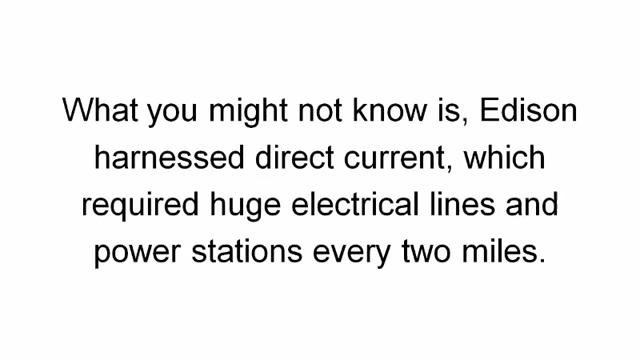 What you might not know is, Edison
harnessed direct current, which
required huge electrical lines and
power stations every two miles.